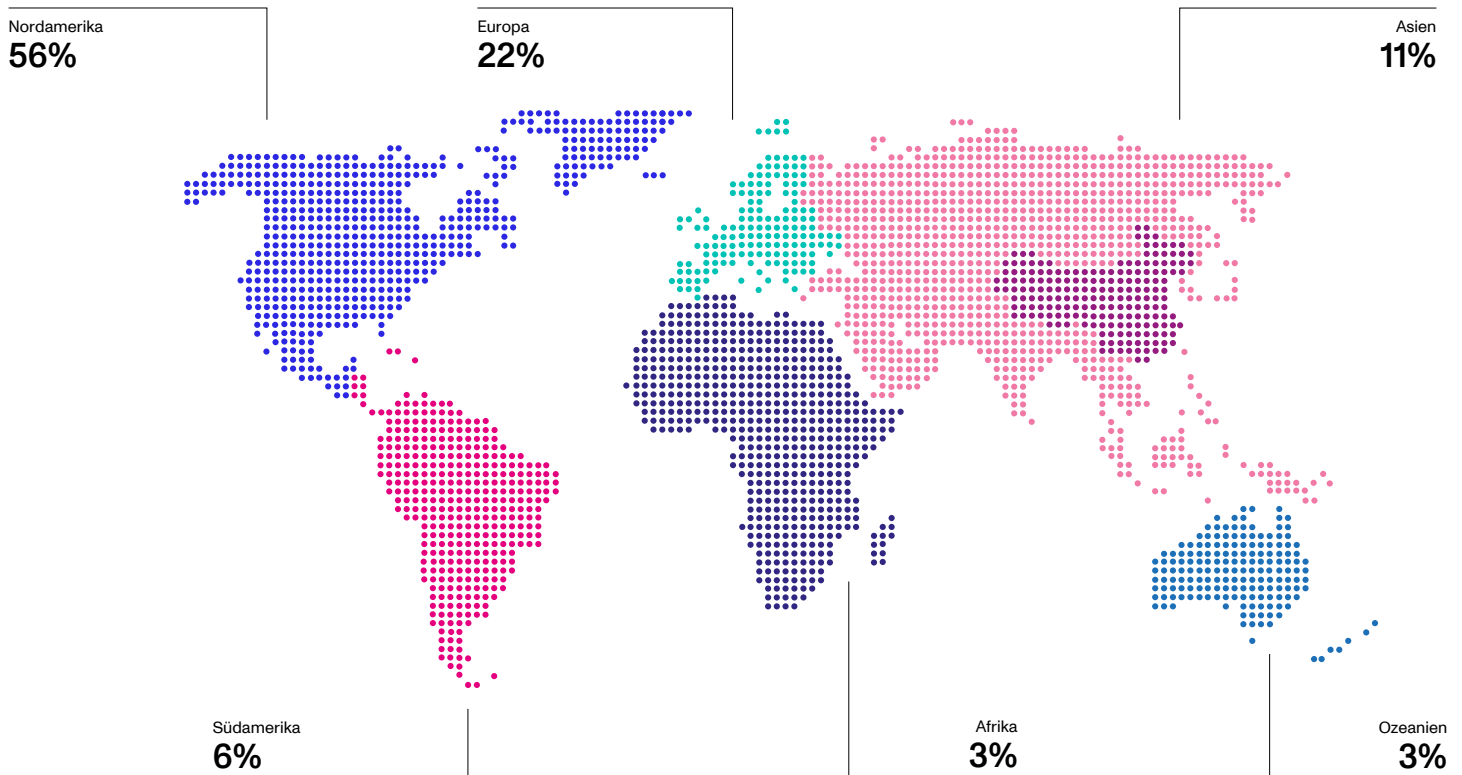 Nordamerika
56%
Europa
22%
Asien
11%
Südamerika
6%
Afrika
3%
Ozeanien
3%